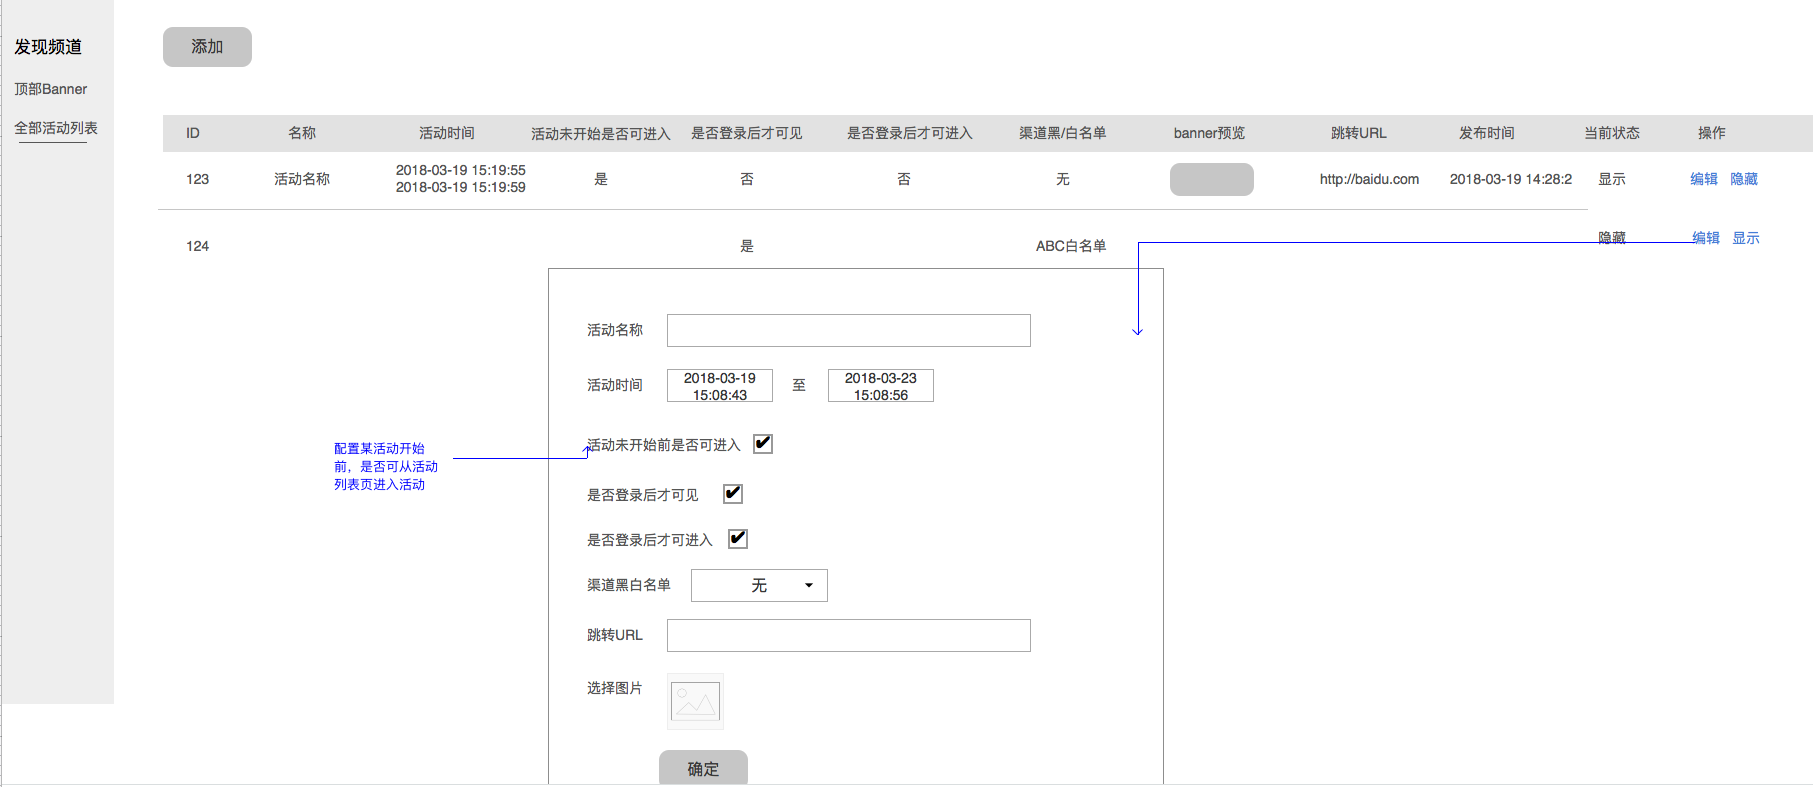 发现频道
顶部Banner
全部活动列表
添加
ID 名称 活动时间 活动未开始是否可进入 是否登录后才可见 是否登录后才可进入 渠道黑/白名单 banner预览 跳转URL 发布时间 当前状态 操作
123 活动名称 2018-03-19 15:19:55 是 否 否 无 http://baidu.com 2018-03-19 14:28:2 显示 编辑 隐藏
2018-03-19 15:19:59
124 是 ABC白名单 隐藏 编辑 显示
活动名称
活动时间 2018-03-19 至 2018-03-23
15:08:43 15:08:56
配置某活动开始
前，是否可从活动
列表页进入活动
活动未开始前是否可进入
是否登录后才可见
是否登录后才可进入
渠道黑白名单 无
跳转URL
选择图片
确定